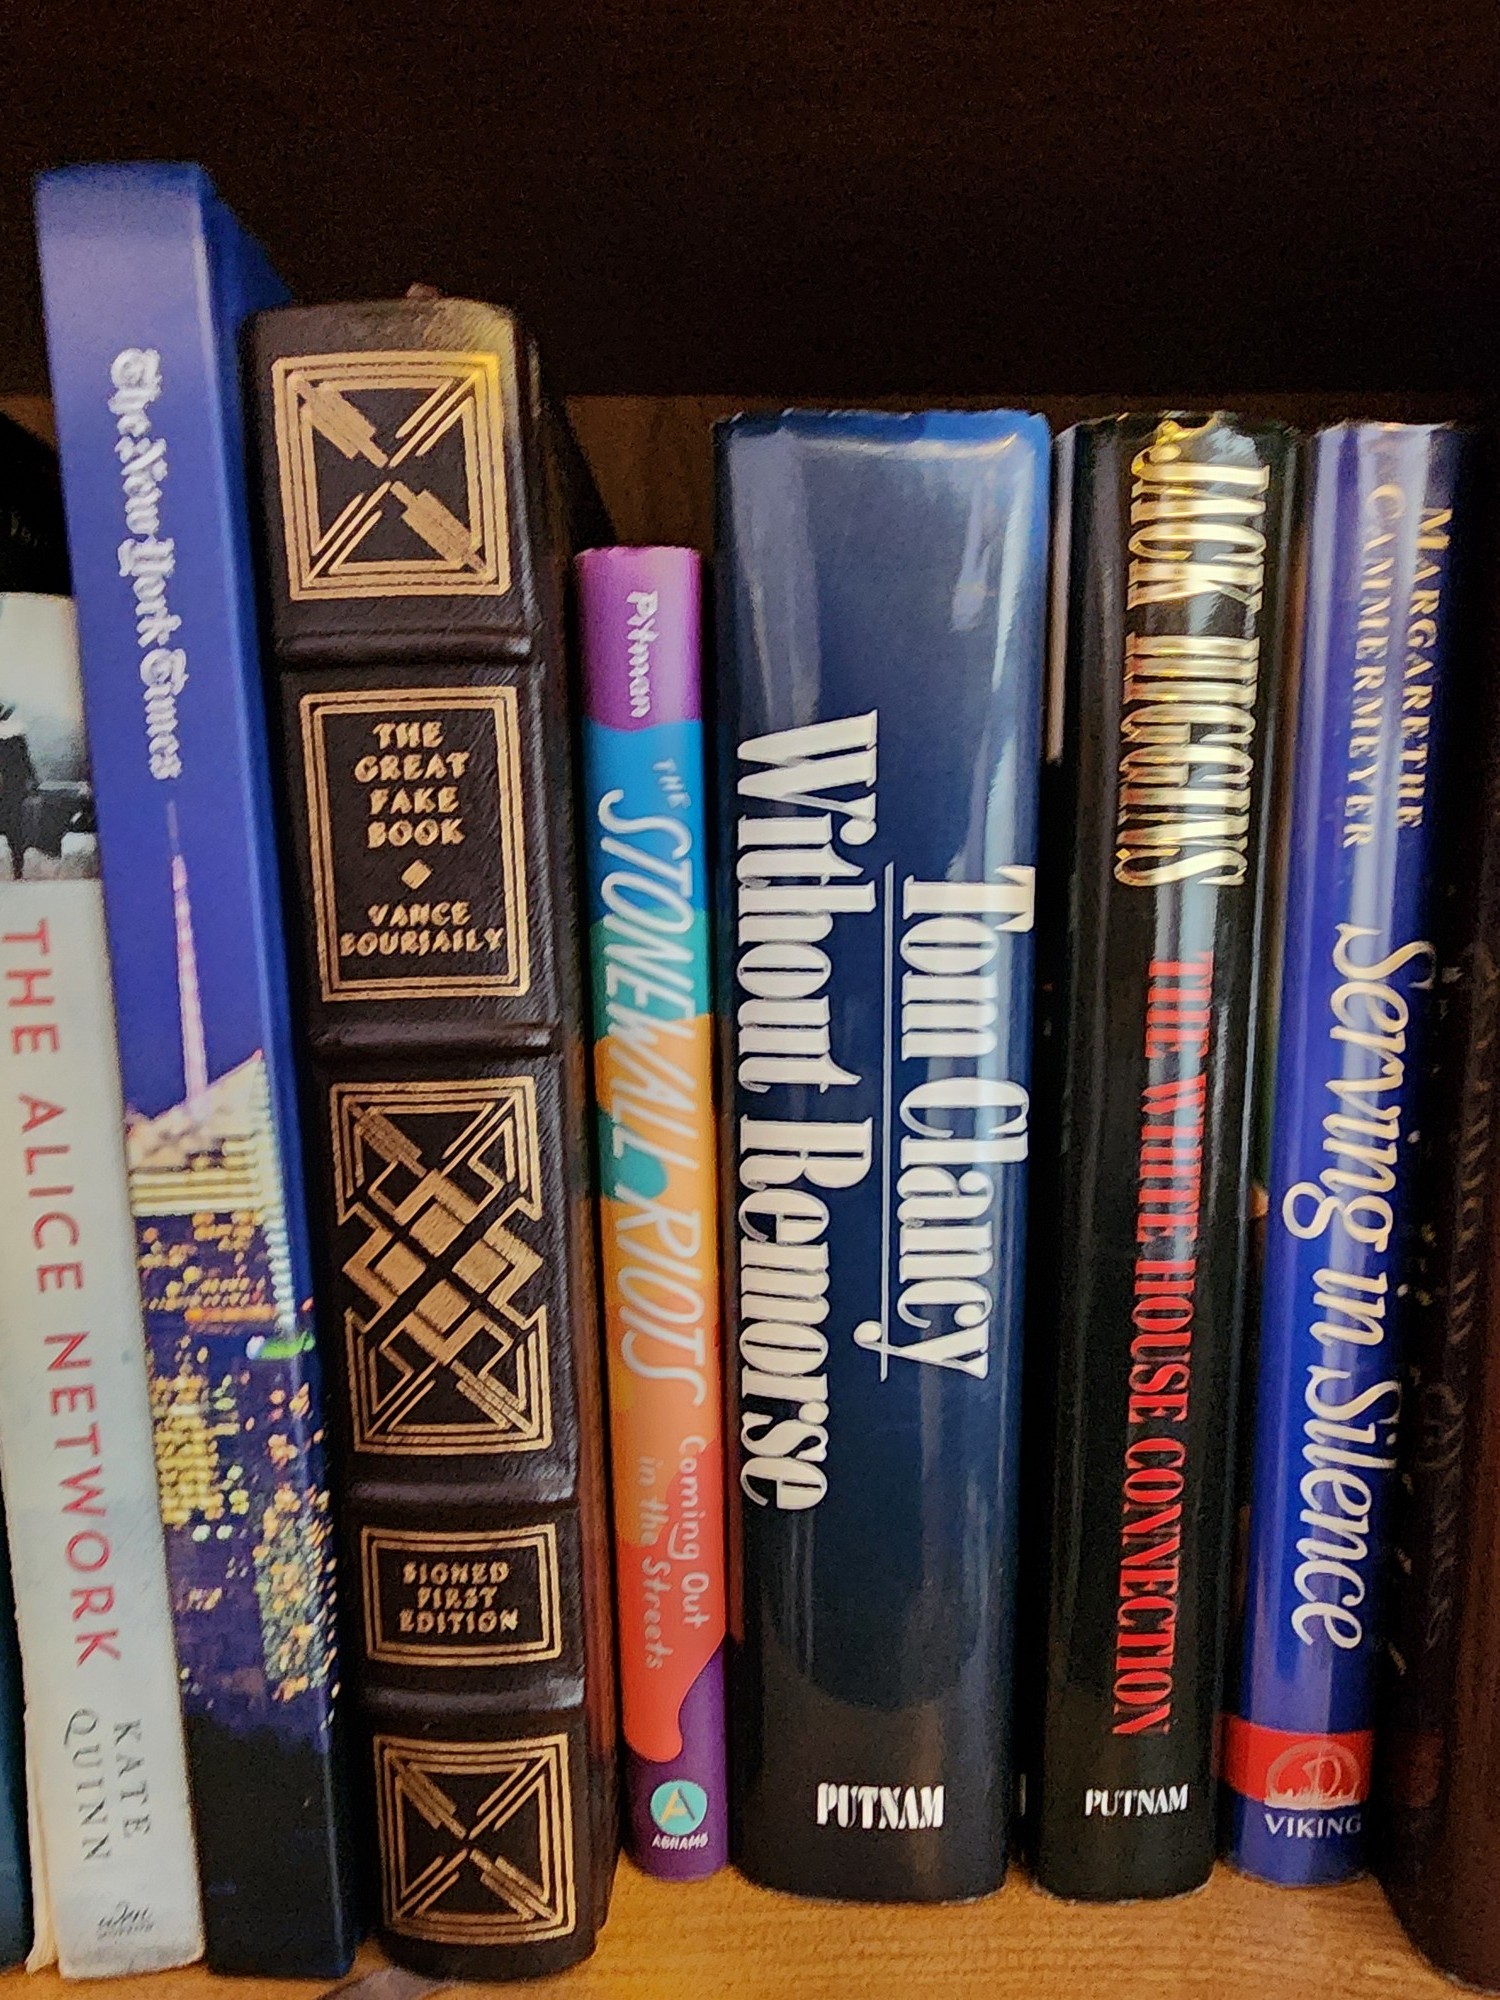 THE ALICE NETWORK
KATE
QUINN
The New York Times
THE
GREAT
FAKE
BOOK
VANCE
BOURJAILY
SIGNED
FIRST
EDITION
Pitman
THE
STONEWALL RIOTS
Coming Out
in the Streets
A
ABRAMS
Tom Clancy
Without Remorse
PUTNAM
JACK HIGGINS
THE WHITE HOUSE CONNECTION
PUTNAM
MARGARETHE
CAMMERMEYER
Serving in Silence
VIKING